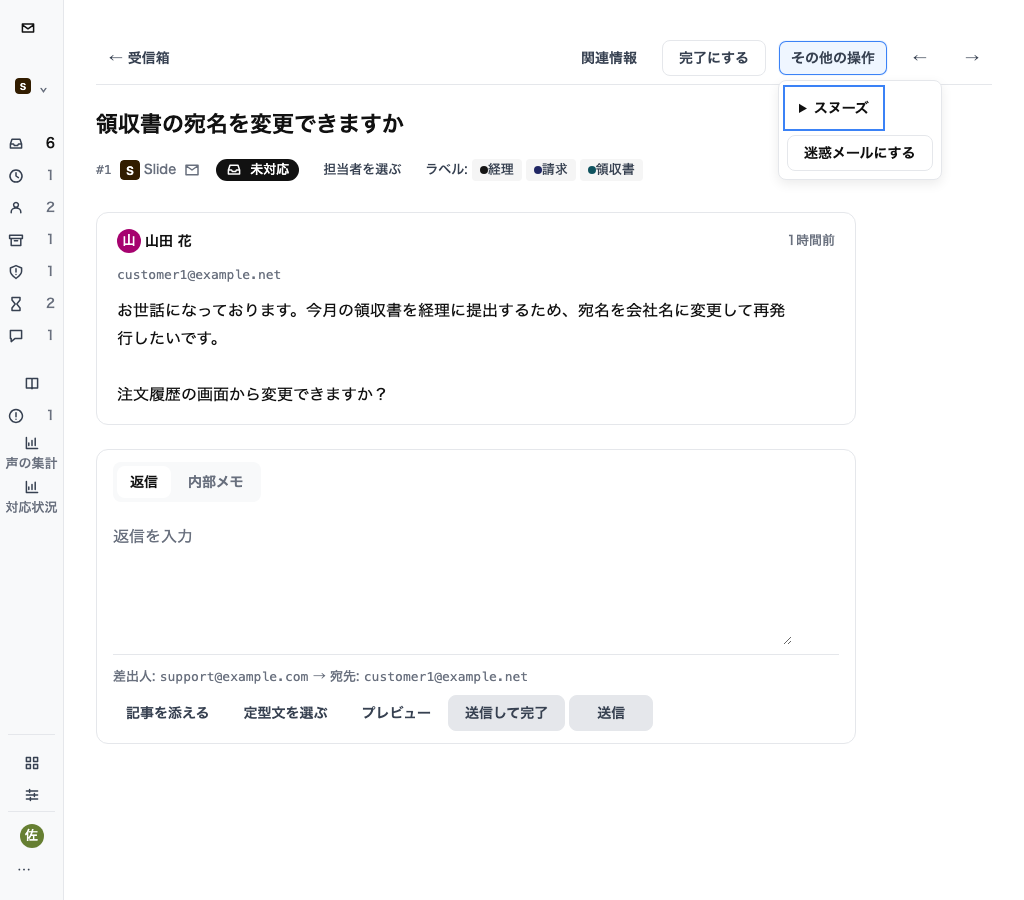 S
6
1
2
1
1
2
1
1
声の集計
対応状況
佐
…
← 受信箱
関連情報
完了にする
その他の操作
←
→
▶ スヌーズ
迷惑メールにする
領収書の宛名を変更できますか
#1 S Slide 未対応 担当者を選ぶ ラベル: ●経理 ●請求 ●領収書
山 山田 花 1時間前
customer1@example.net
お世話になっております。今月の領収書を経理に提出するため、宛名を会社名に変更して再発
行したいです。
注文履歴の画面から変更できますか？
返信 内部メモ
返信を入力
差出人: support@example.com → 宛先: customer1@example.net
記事を添える 定型文を選ぶ プレビュー 送信して完了 送信